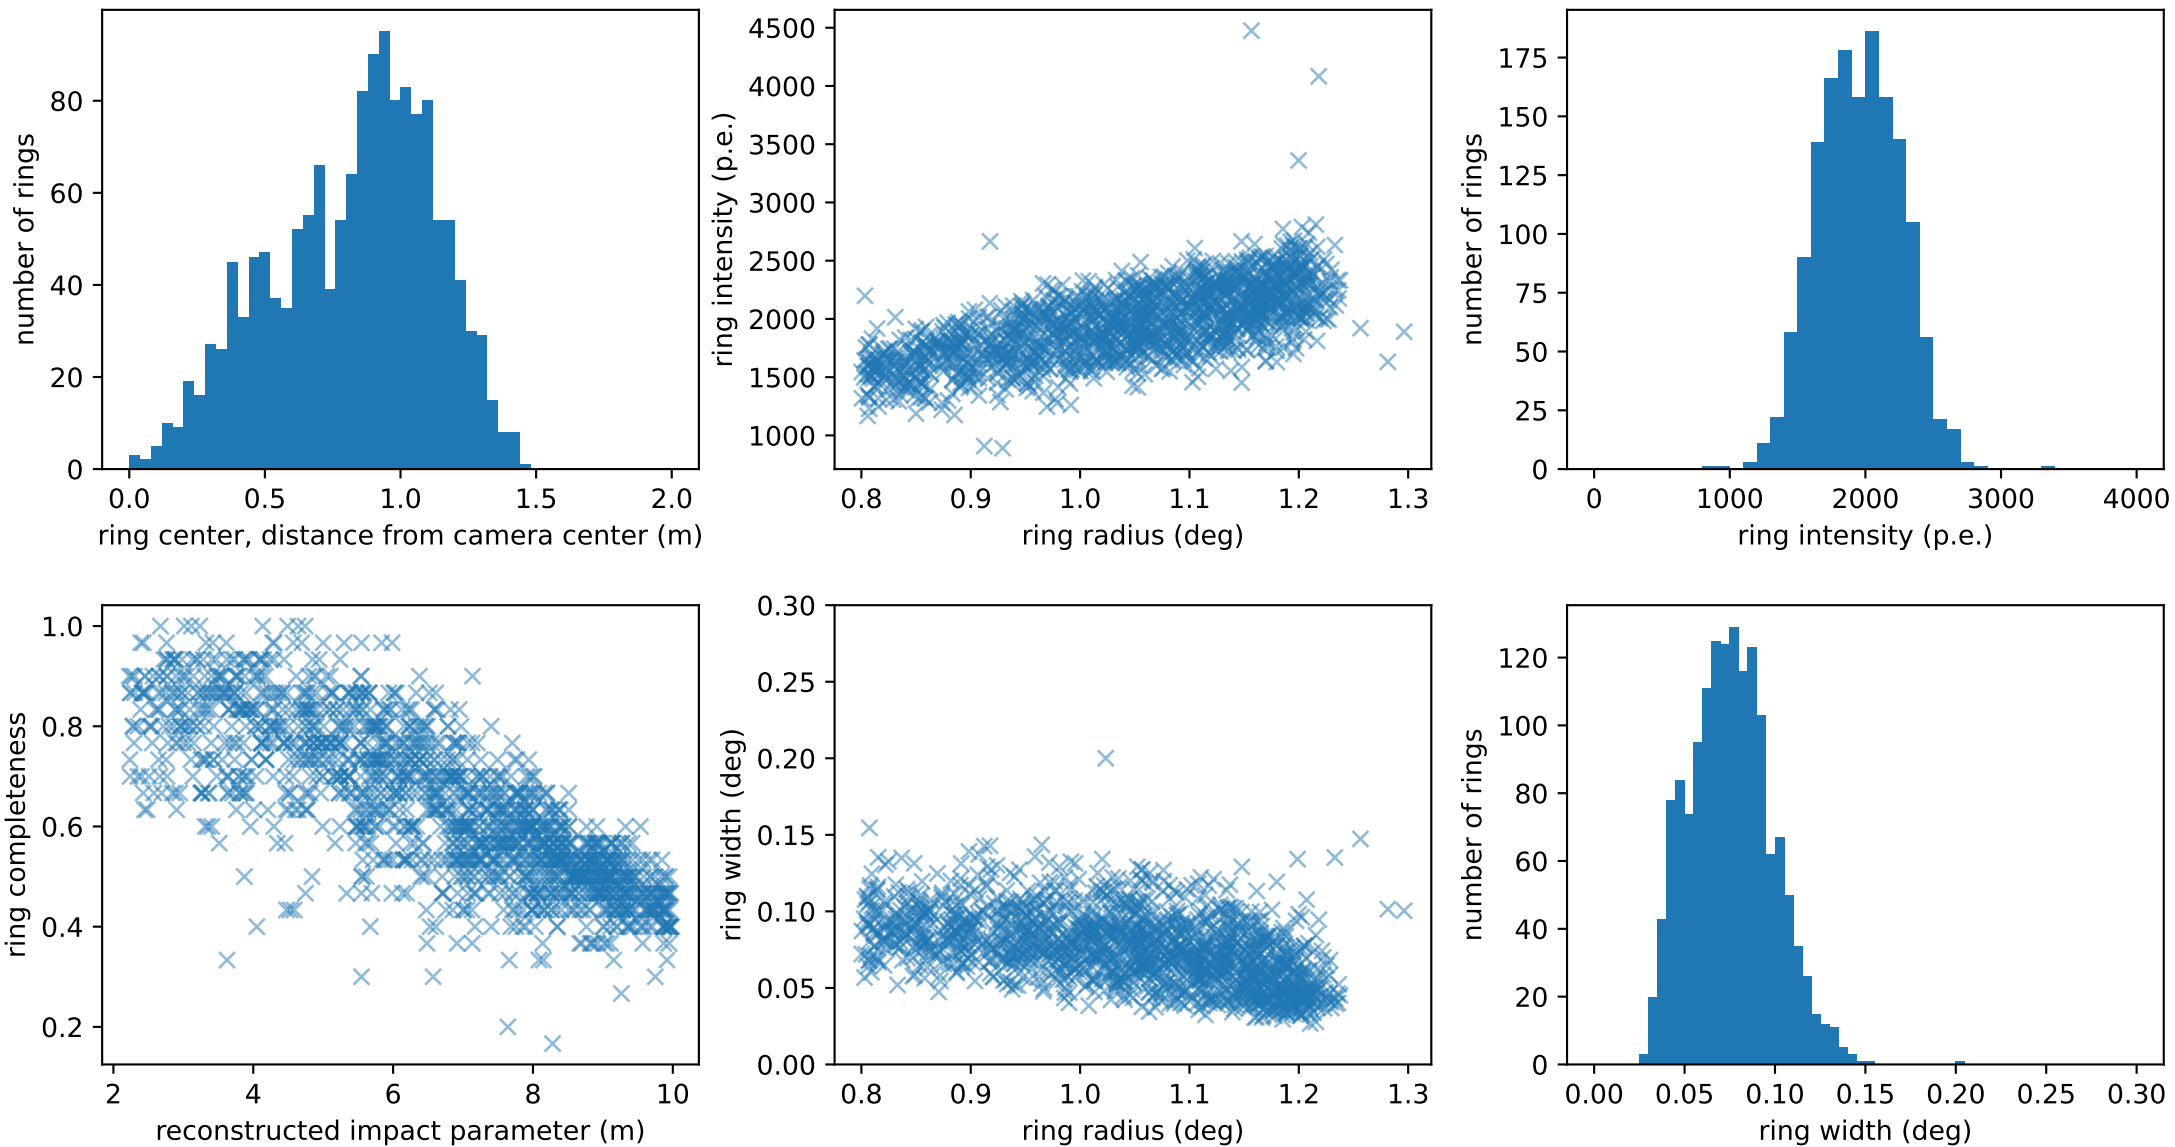 number of rings
80
60
40
20
0
0.0 0.5 1.0 1.5 2.0
ring center, distance from camera center (m)
ring intensity (p.e.)
4500
4000
3500
3000
2500
2000
1500
1000
0.8 0.9 1.0 1.1 1.2 1.3
ring radius (deg)
number of rings
175
150
125
100
75
50
25
0
0 1000 2000 3000 4000
ring intensity (p.e.)
ring completeness
1.0
0.8
0.6
0.4
0.2
2 4 6 8 10
reconstructed impact parameter (m)
ring width (deg)
0.30
0.25
0.20
0.15
0.10
0.05
0.00
0.8 0.9 1.0 1.1 1.2 1.3
ring radius (deg)
number of rings
120
100
80
60
40
20
0
0.00 0.05 0.10 0.15 0.20 0.25 0.30
ring width (deg)